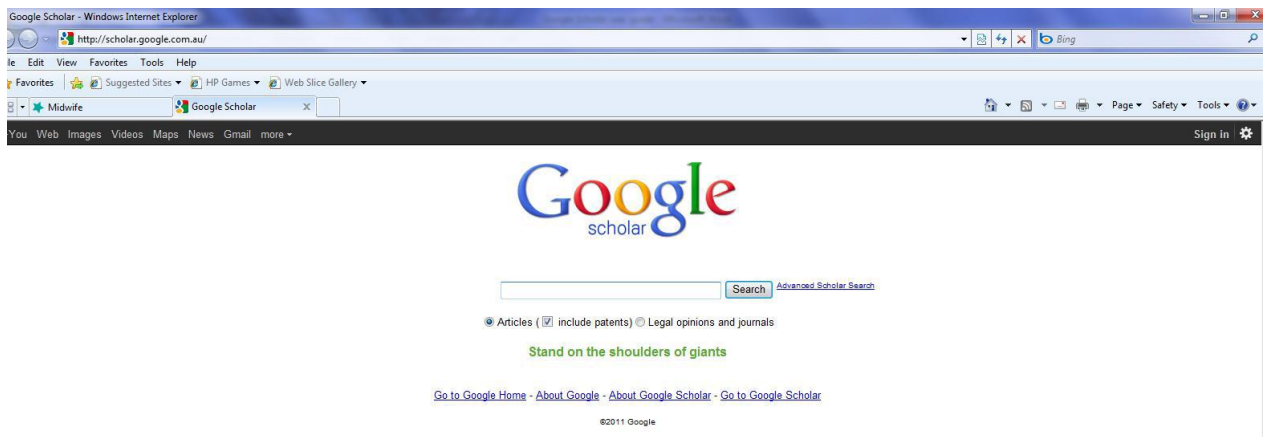 Google Scholar - Windows Internet Explorer
http://scholar.google.com.au/
Bing
le Edit View Favorites Tools Help
Favorites Suggested Sites HP Games Web Slice Gallery
Midwife Google Scholar X Page Safety Tools
You Web Images Videos Maps News Gmail more Sign in
Google
scholar
Search Advanced Scholar Search
Articles ( include patents) Legal opinions and journals
Stand on the shoulders of giants
Go to Google Home - About Google - About Google Scholar - Go to Google Scholar
©2011 Google